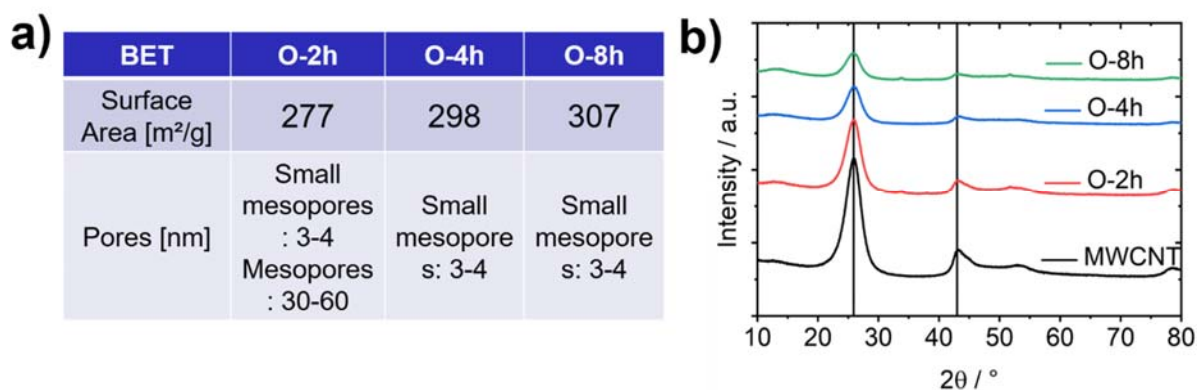 a)
BET O-2h O-4h O-8h
Surface
Area [m²/g] 277 298 307
Pores [nm]
Small
mesopores
: 3-4
Mesopores
: 30-60
Small
mesopore
s: 3-4
Small
mesopore
s: 3-4
b)
Intensity / a.u.
O-8h
O-4h
O-2h
MWCNT
10 20 30 40 50 60 70 80
2θ / °